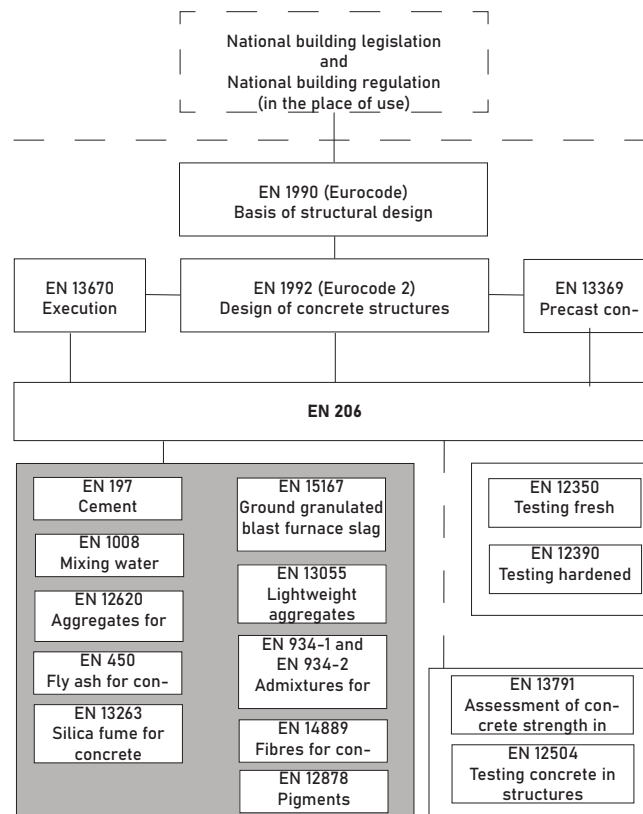 National building legislation
and
National building regulation
(in the place of use)
EN 1990 (Eurocode)
Basis of structural design
EN 13670
Execution
EN 1992 (Eurocode 2)
Design of concrete structures
EN 13369
Precast con-
EN 206
EN 197
Cement
EN 1008
Mixing water
EN 12620
Aggregates for
EN 450
Fly ash for con-
EN 13263
Silica fume for
concrete
EN 15167
Ground granulated
blast furnace slag
EN 13055
Lightweight
aggregates
EN 934-1 and
EN 934-2
Admixtures for
EN 14889
Fibres for con-
EN 12878
Pigments
EN 12350
Testing fresh
EN 12390
Testing hardened
EN 13791
Assessment of con-
crete strength in
EN 12504
Testing concrete in
structures